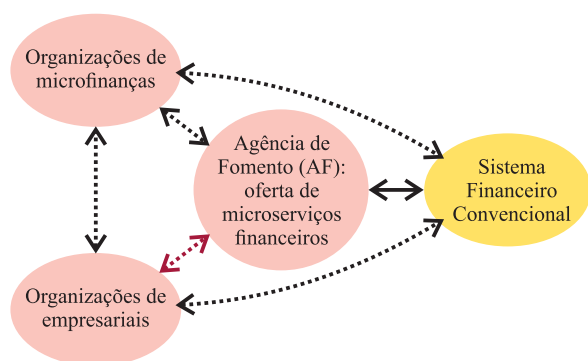 Organizações de
microfinanças
Agência de
Fomento (AF):
oferta de
microserviços
financeiros
Sistema
Financeiro
Convencional
Organizações de
empresariais